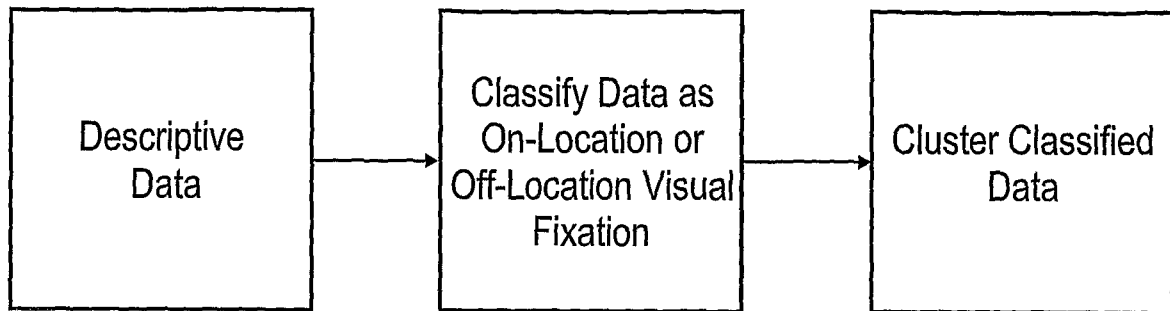 Descriptive
Data
Classify Data as
On-Location or
Off-Location Visual
Fixation
Cluster Classified
Data